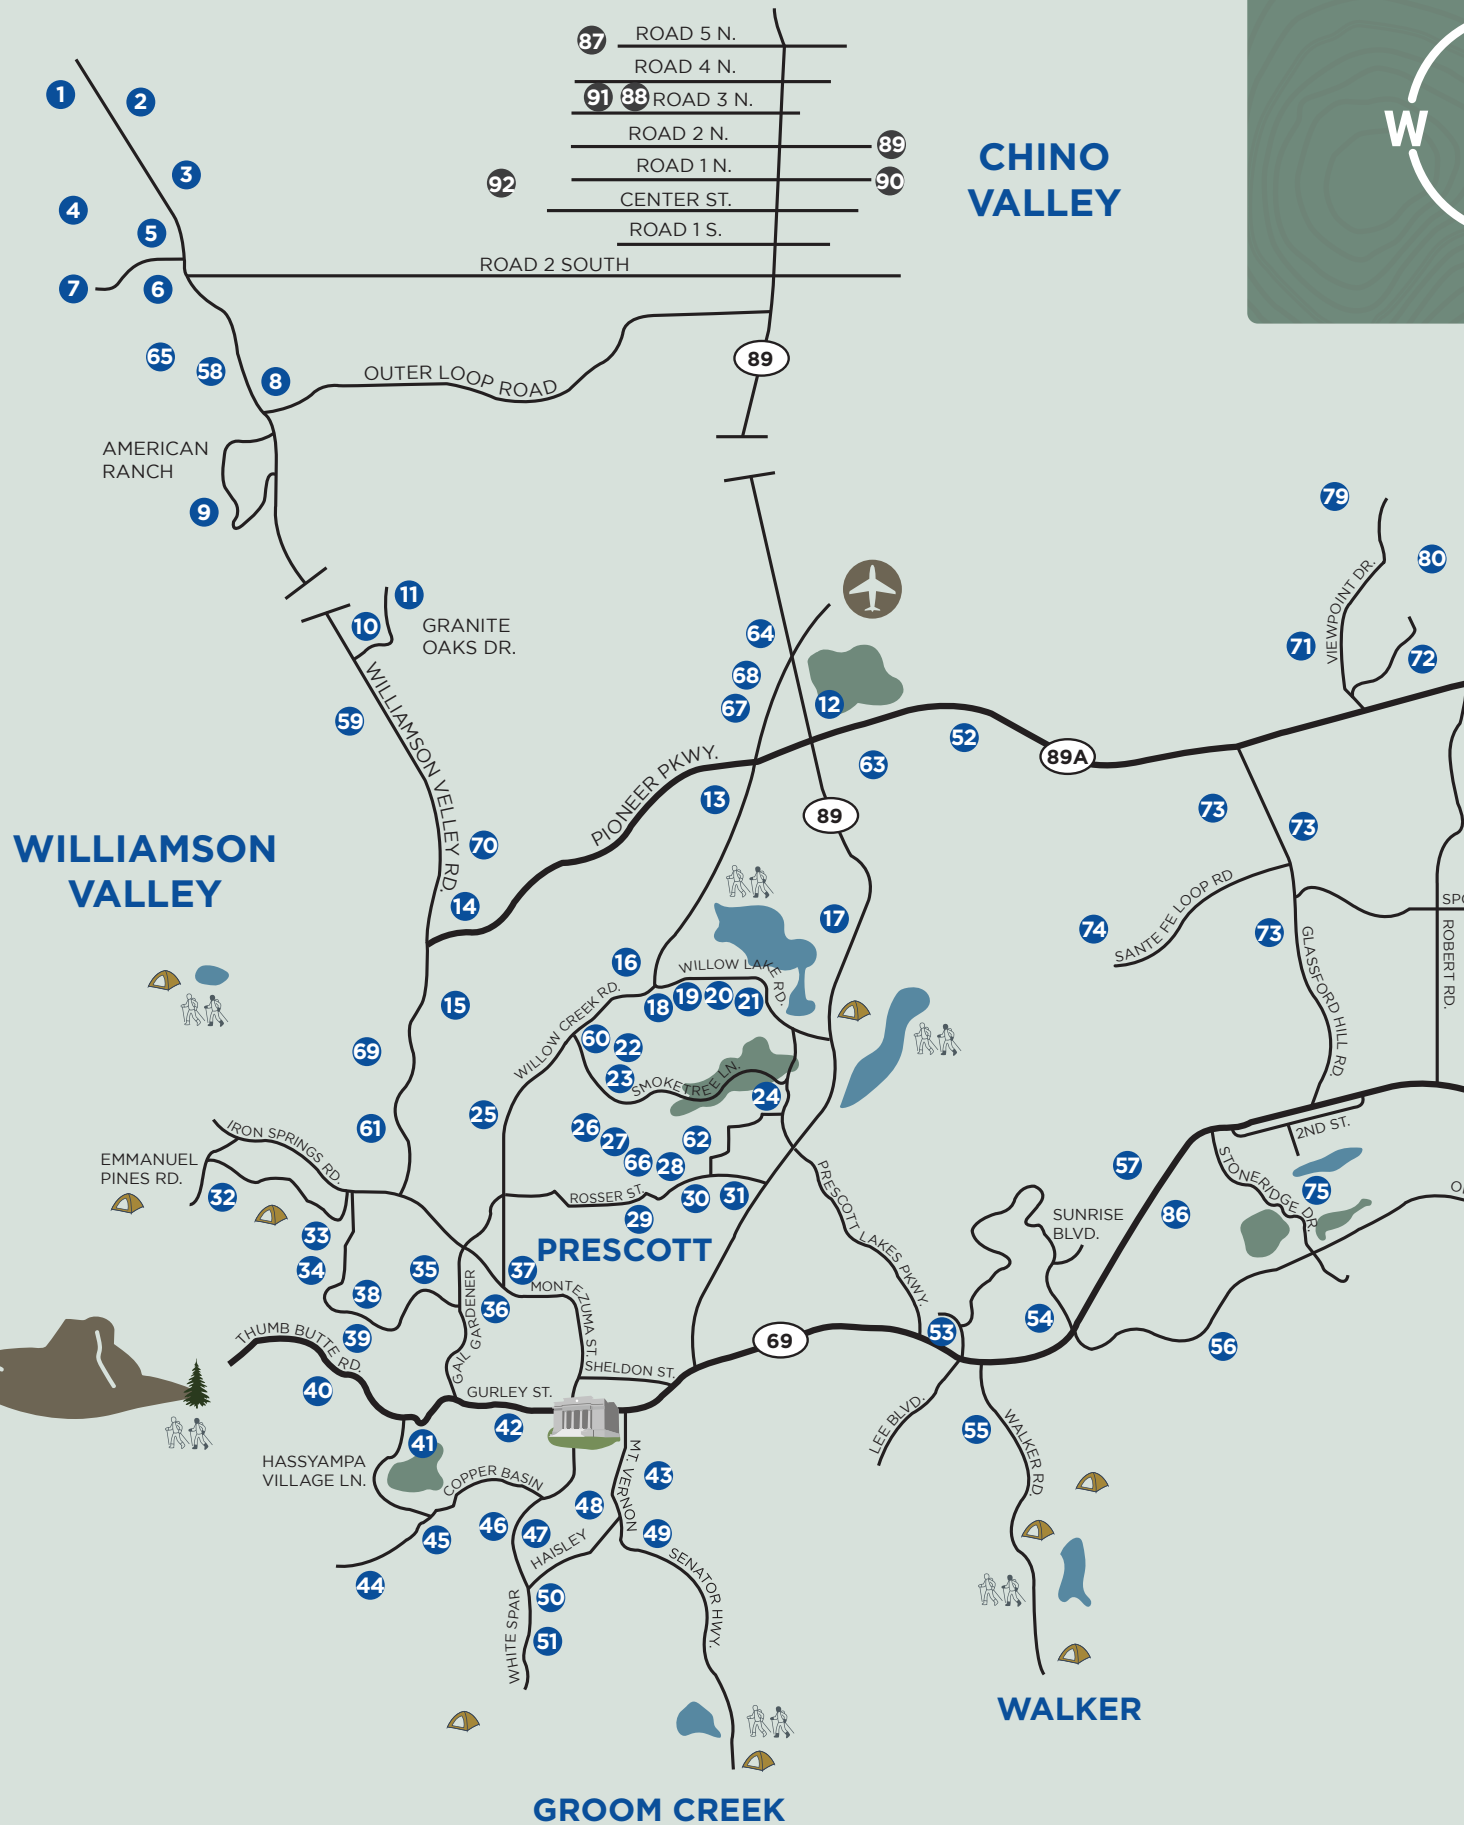 ROAD 5 N.
87
ROAD 4 N.
91
88
ROAD 3 N.
ROAD 2 N.
89
ROAD 1 N.
90
92
CENTER ST.
ROAD 1 S.
ROAD 2 SOUTH
CHINO
VALLEY
W
1
2
3
4
5
6
7
65
58
8
OUTER LOOP ROAD
89
AMERICAN
RANCH
9
11
10
GRANITE
OAKS DR.
WILLIAMSON VELLEY RD.
59
64
68
67
12
52
63
89A
PIONEER PKWY.
13
89
79
80
VIEWPOINT DR.
71
72
73
73
WILLIAMSON
VALLEY
70
14
17
74
SANTE FE LOOP RD
73
GLASSFORD HILL RD.
SPO
ROBERT RD.
16
WILLOW LAKE RD.
15
WILLOW CREEK RD.
18
19
20
21
60
22
23
SMOKETREE LN.
24
69
61
25
26
27
62
66
28
IRON SPRINGS RD.
EMMANUEL
PINES RD.
32
ROSSER ST.
30
31
29
PRESCOTT
PRESCOTT LAKES PKWY.
57
2ND ST.
STONERIDGE DR.
75
86
O
SUNRISE
BLVD.
33
34
35
37
38
36
GAIL GARDENER
MONTEZUMA ST.
39
THUMB BUTTE RD.
40
SHELDON ST.
69
53
54
56
GURLEY ST.
42
41
HASSYAMPA
VILLAGE LN.
COPPER BASIN
MT. VERNON
43
LEE BLVD.
55
WALKER RD.
48
46
47
45
HAISLEY
49
SENATOR HWY.
44
50
WHITE SPAR
51
WALKER
GROOM CREEK